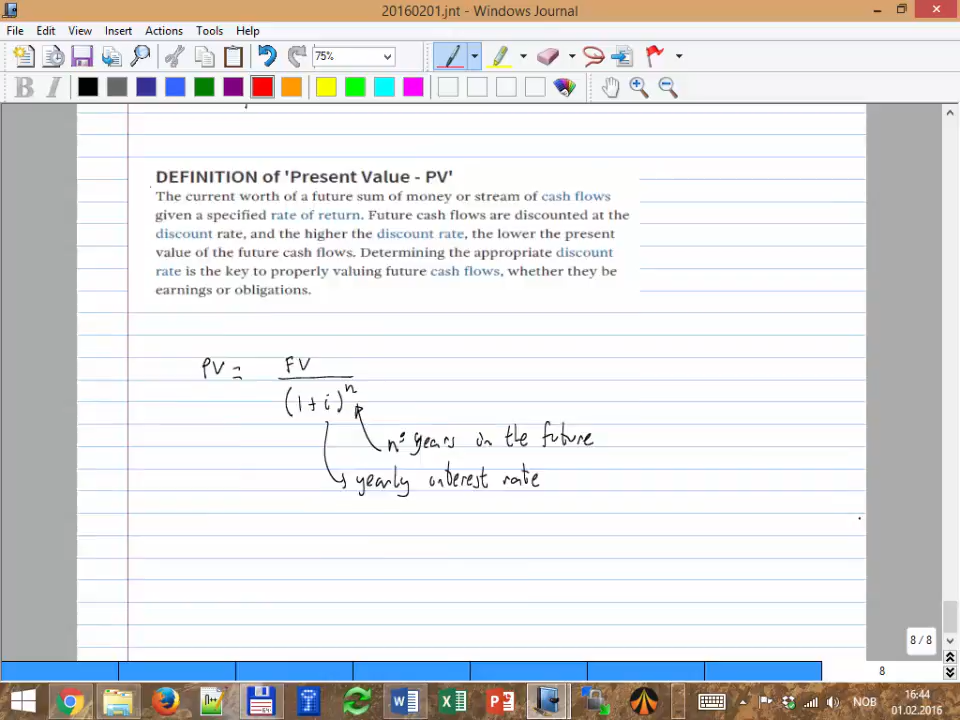 20160201.jnt - Windows Journal
File Edit View Insert Actions Tools Help
75%
B I
DEFINITION of 'Present Value - PV'
The current worth of a future sum of money or stream of cash flows
given a specified rate of return. Future cash flows are discounted at the
discount rate, and the higher the discount rate, the lower the present
value of the future cash flows. Determining the appropriate discount
rate is the key to properly valuing future cash flows, whether they be
earnings or obligations.
PV = FV
(1+i)^n
n° years in the future
yearly interest rate
8 / 8
8
NOB
16:44
01.02.2016